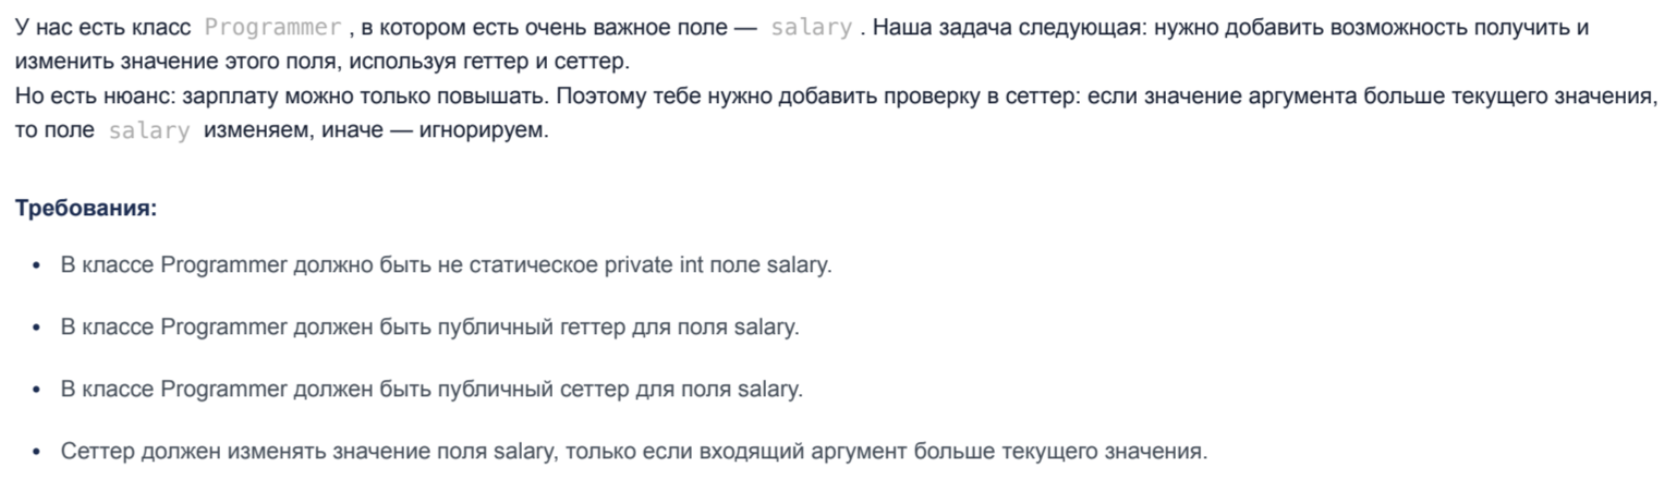 У нас есть класс Programmer , в котором есть очень важное поле — salary . Наша задача следующая: нужно добавить возможность получить и
изменить значение этого поля, используя геттер и сеттер.
Но есть нюанс: зарплату можно только повышать. Поэтому тебе нужно добавить проверку в сеттер: если значение аргумента больше текущего значения,
то поле salary изменяем, иначе — игнорируем.
Требования:
• В классе Programmer должно быть не статическое private int поле salary.
• В классе Programmer должен быть публичный геттер для поля salary.
• В классе Programmer должен быть публичный сеттер для поля salary.
• Сеттер должен изменять значение поля salary, только если входящий аргумент больше текущего значения.